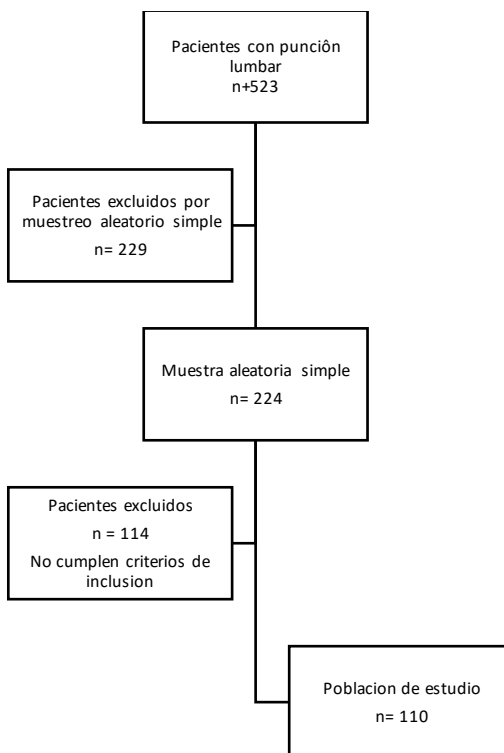 Pacientes con punciôn
lumbar
n+523
Pacientes excluidos por
muestreo aleatorio simple
n= 229
Muestra aleatoria simple
n= 224
Pacientes excluidos
n = 114
No cumplen criterios de
inclusion
Poblacion de estudio
n= 110